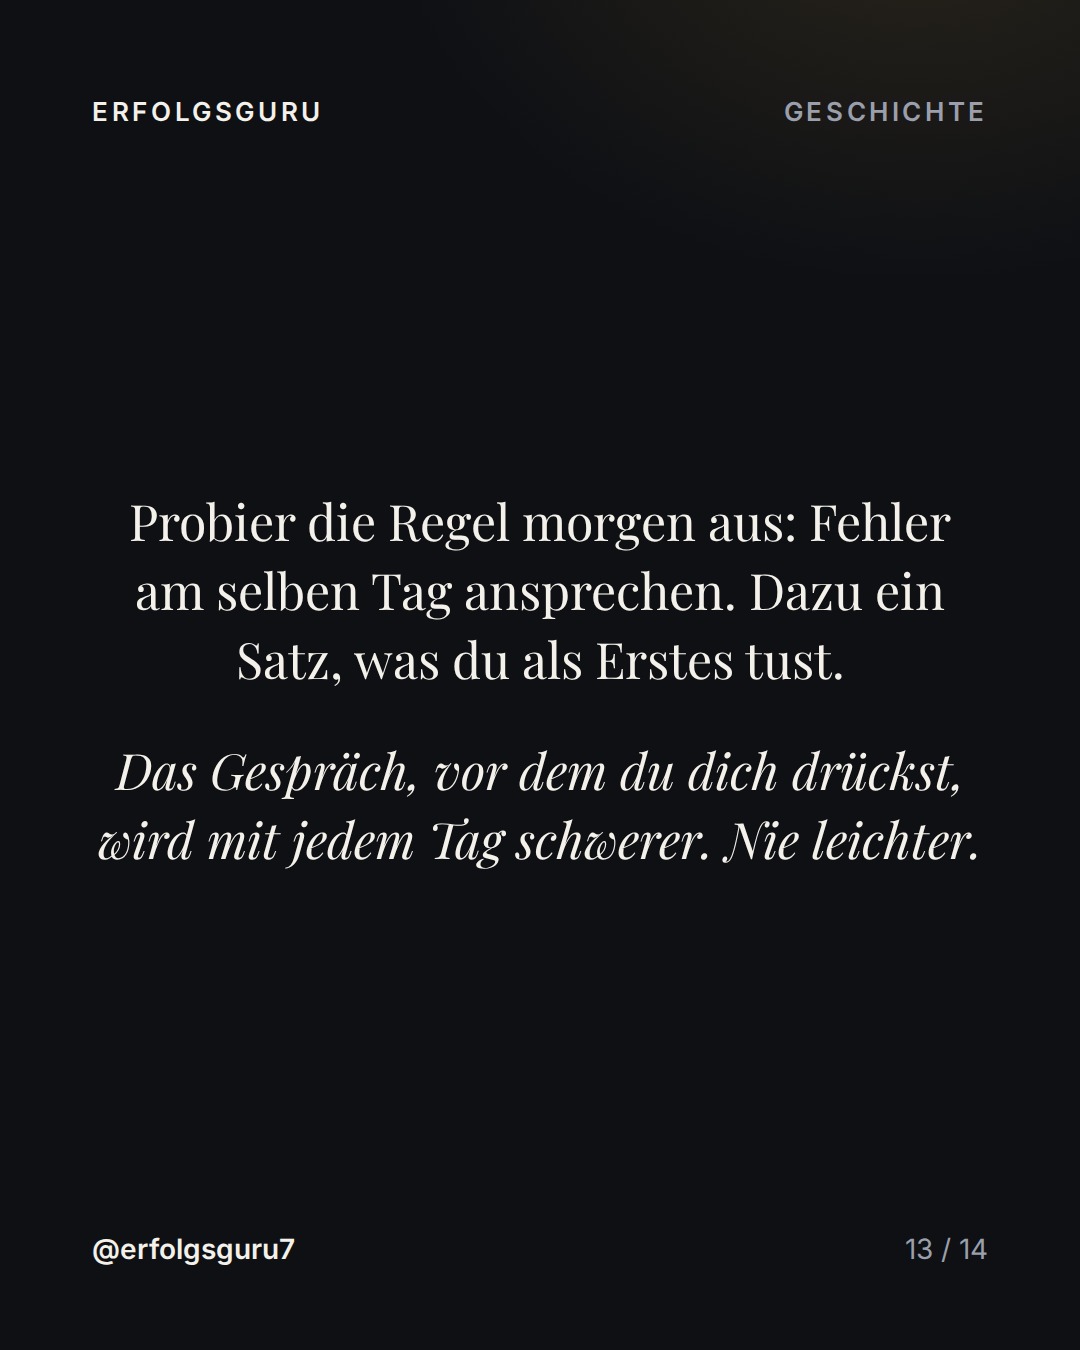 ERFOLGSGURU
GESCHICHTE
Probier die Regel morgen aus: Fehler
am selben Tag ansprechen. Dazu ein
Satz, was du als Erstes tust.
Das Gespräch, vor dem du dich drückst,
wird mit jedem Tag schwerer. Nie leichter.
@erfolgsguru7
13 / 14